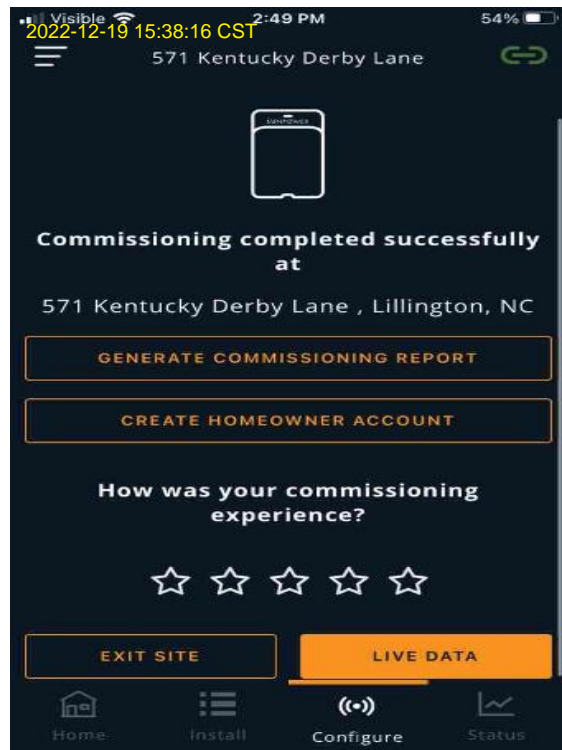 Visible 2:49 PM 54%
2022-12-19 15:38:16 CST
571 Kentucky Derby Lane
SUNPOWER
Commissioning completed successfully
at
571 Kentucky Derby Lane , Lillington, NC
GENERATE COMMISSIONING REPORT
CREATE HOMEOWNER ACCOUNT
How was your commissioning
experience?
EXIT SITE LIVE DATA
Home Install Configure Status